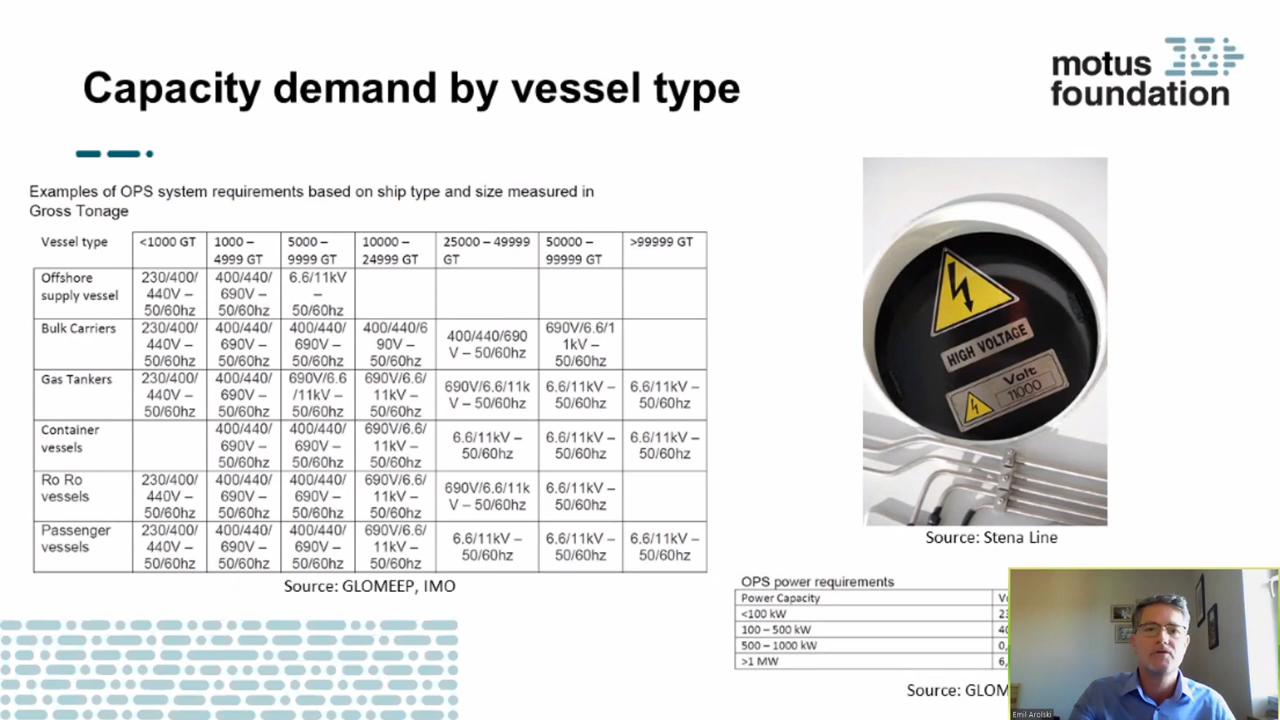 Capacity demand by vessel type
motus
foundation
Examples of OPS system requirements based on ship type and size measured in
Gross Tonage
Vessel type <1000 GT 1000 – 4999 GT 5000 – 9999 GT 10000 – 24999 GT 25000 – 49999 GT 50000 – 99999 GT >99999 GT
Offshore supply vessel 230/400/440V – 50/60hz 400/440/690V – 50/60hz 6.6/11kV – 50/60hz
Bulk Carriers 230/400/440V – 50/60hz 400/440/690V – 50/60hz 400/440/690V – 50/60hz 400/440/690V – 50/60hz 400/440/690V – 50/60hz 690V/6.6/11kV – 50/60hz
Gas Tankers 230/400/440V – 50/60hz 400/440/690V – 50/60hz 690V/6.6/11kV – 50/60hz 690V/6.6/11kV – 50/60hz 690V/6.6/11kV – 50/60hz 6.6/11kV – 50/60hz 6.6/11kV – 50/60hz
Container vessels 400/440/690V – 50/60hz 400/440/690V – 50/60hz 690V/6.6/11kV – 50/60hz 6.6/11kV – 50/60hz 6.6/11kV – 50/60hz 6.6/11kV – 50/60hz
Ro Ro vessels 230/400/440V – 50/60hz 400/440/690V – 50/60hz 400/440/690V – 50/60hz 690V/6.6/11kV – 50/60hz 690V/6.6/11kV – 50/60hz 6.6/11kV – 50/60hz
Passenger vessels 230/400/440V – 50/60hz 400/440/690V – 50/60hz 400/440/690V – 50/60hz 690V/6.6/11kV – 50/60hz 6.6/11kV – 50/60hz 6.6/11kV – 50/60hz 6.6/11kV – 50/60hz
Source: GLOMEEP, IMO
HIGH VOLTAGE
Volt
11000
Source: Stena Line
OPS power requirements
Power Capacity
<100 kW
100 – 500 kW
500 – 1000 kW
>1 MW
Source:
Emil Arolski